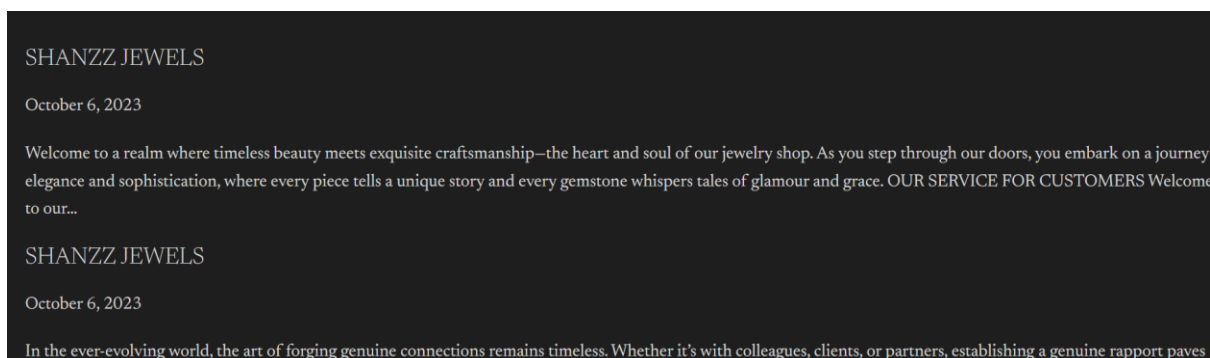 SHANZZ JEWELS
October 6, 2023
Welcome to a realm where timeless beauty meets exquisite craftsmanship—the heart and soul of our jewelry shop. As you step through our doors, you embark on a journey
elegance and sophistication, where every piece tells a unique story and every gemstone whispers tales of glamour and grace. OUR SERVICE FOR CUSTOMERS Welcome
to our...
SHANZZ JEWELS
October 6, 2023
In the ever-evolving world, the art of forging genuine connections remains timeless. Whether it’s with colleagues, clients, or partners, establishing a genuine rapport paves